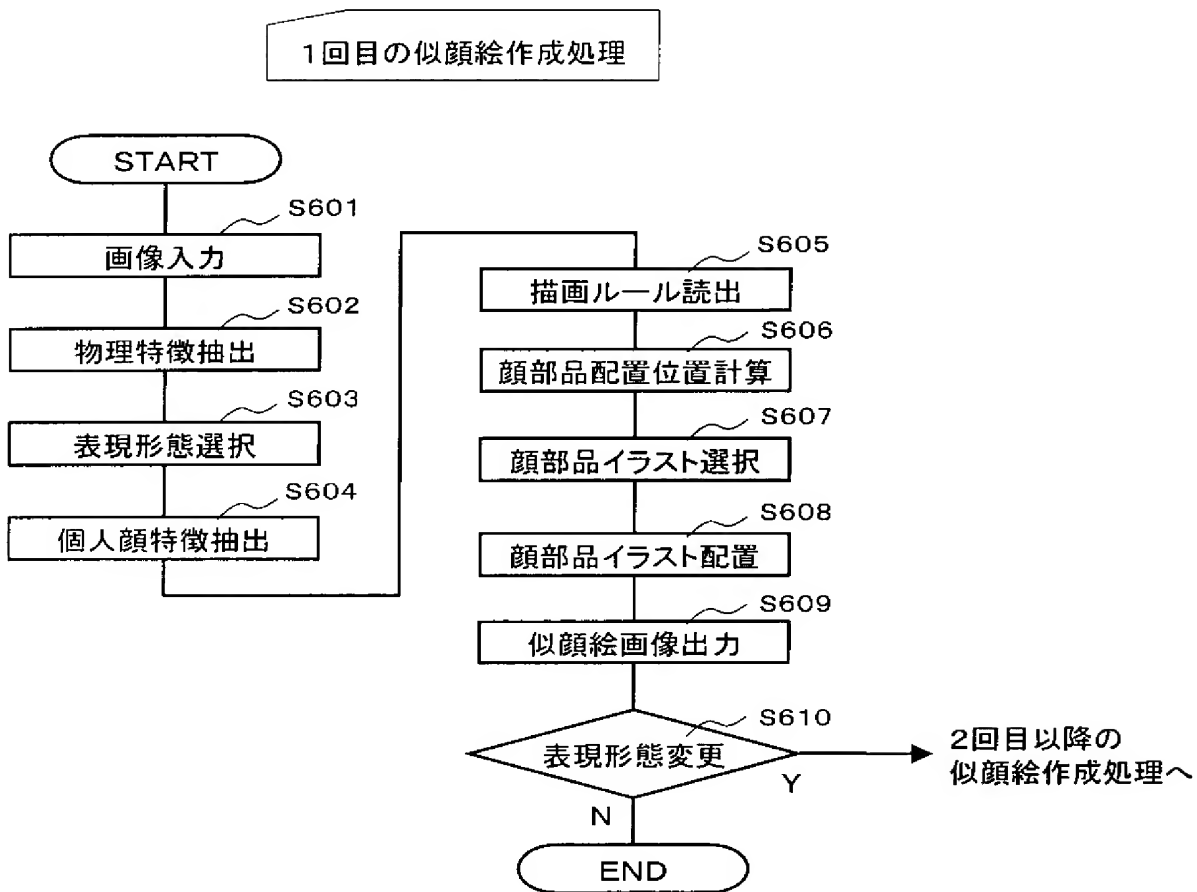 1回目の似顔絵作成処理
START
S601
画像入力
S602
物理特徴抽出
S603
表現形態選択
S604
個人顔特徴抽出
S605
描画ルール読出
S606
顔部品配置位置計算
S607
顔部品イラスト選択
S608
顔部品イラスト配置
S609
似顔絵画像出力
S610
表現形態変更
Y
2回目以降の
似顔絵作成処理へ
N
END